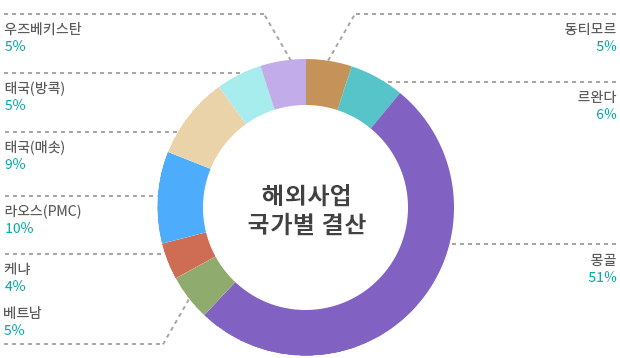 우즈베키스탄
5%
태국(방콕)
5%
태국(매솟)
9%
라오스(PMC)
10%
케냐
4%
베트남
5%
해외사업
국가별 결산
동티모르
5%
르완다
6%
몽골
51%